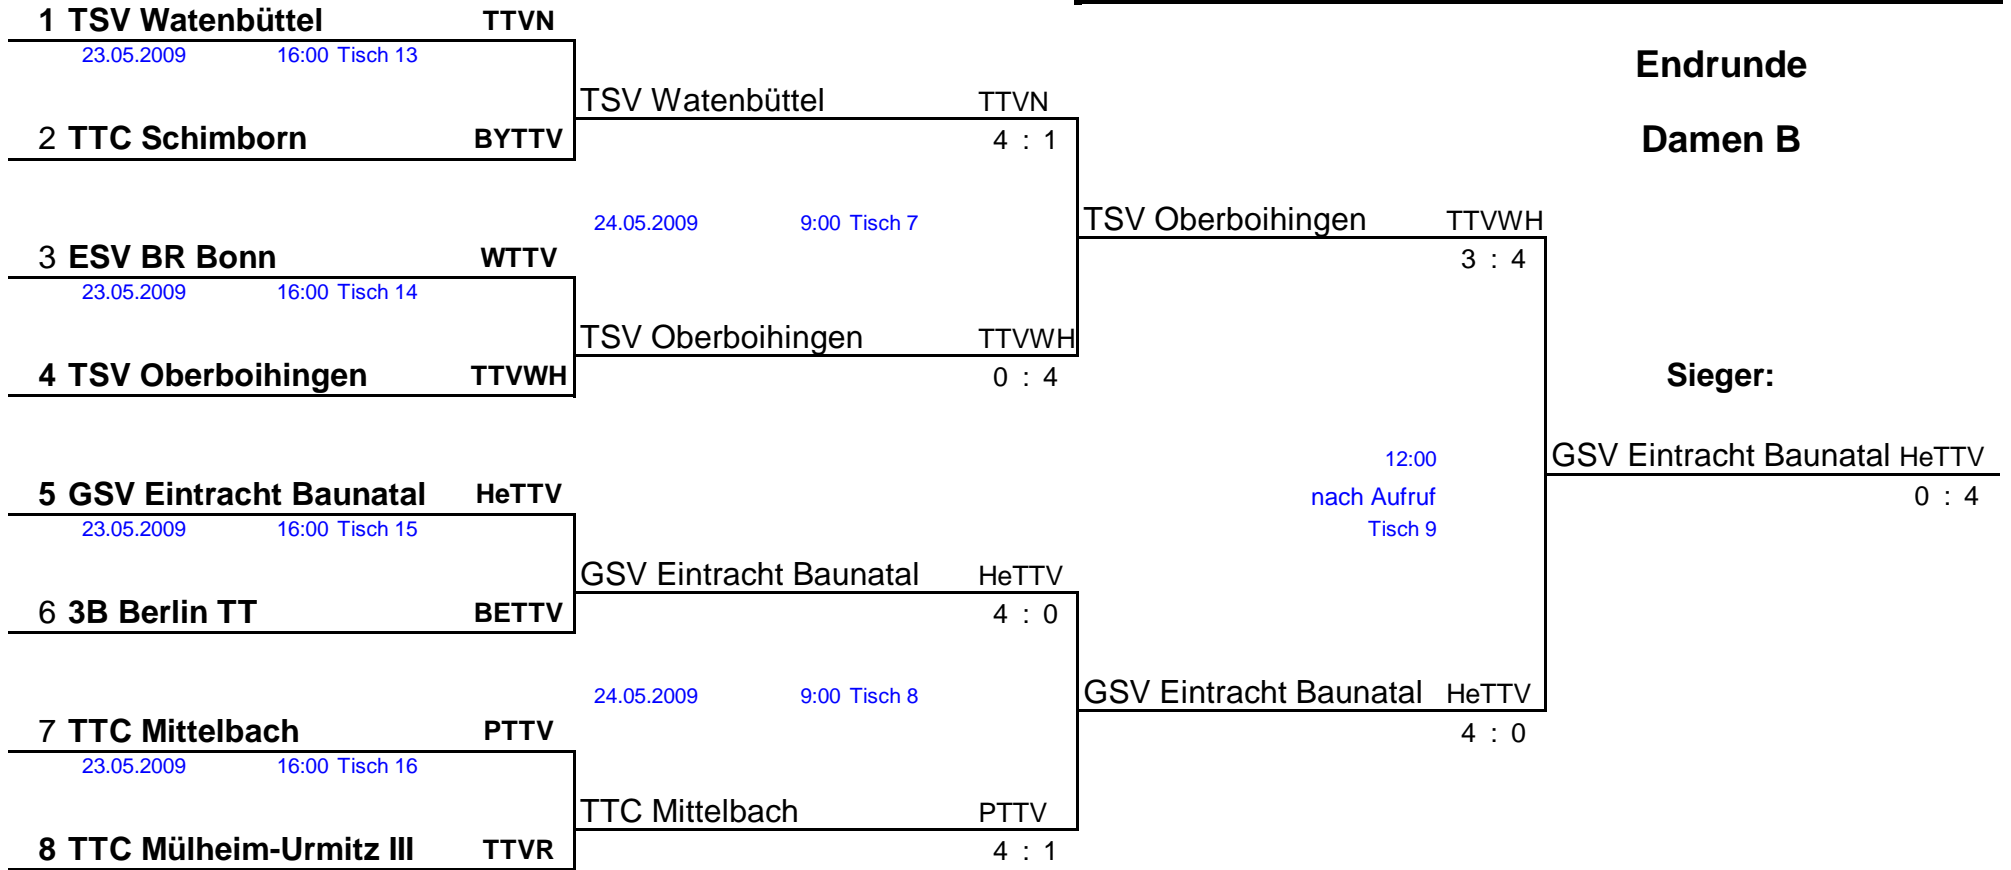 1 TSV Watenbüttel TTVN
23.05.2009 16:00 Tisch 13
Endrunde
TSV Watenbüttel TTVN
2 TTC Schimborn BYTTV 4 : 1 Damen B
24.05.2009 9:00 Tisch 7 TSV Oberboihingen TTVWH
3 ESV BR Bonn WTTV 3 : 4
23.05.2009 16:00 Tisch 14
TSV Oberboihingen TTVWH
4 TSV Oberboihingen TTVWH 0 : 4 Sieger:
12:00 GSV Eintracht Baunatal HeTTV
5 GSV Eintracht Baunatal HeTTV nach Aufruf 0 : 4
23.05.2009 16:00 Tisch 15 Tisch 9
GSV Eintracht Baunatal HeTTV
6 3B Berlin TT BETTV 4 : 0
24.05.2009 9:00 Tisch 8 GSV Eintracht Baunatal HeTTV
7 TTC Mittelbach PTTV 4 : 0
23.05.2009 16:00 Tisch 16
TTC Mittelbach PTTV
8 TTC Mülheim-Urmitz III TTVR 4 : 1